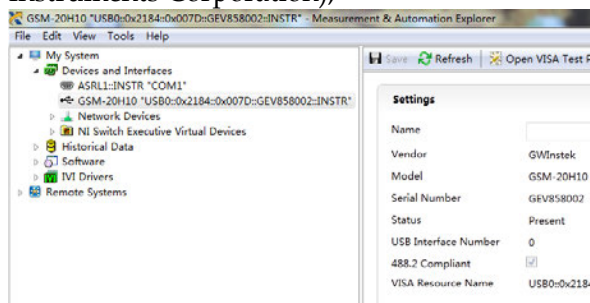 GSM-20H10 "USB0::0x2184::0x007D::GEV858002::INSTR" - Measurement & Automation Explorer
File Edit View Tools Help
My System
Devices and Interfaces
ASRL1::INSTR "COM1"
GSM-20H10 "USB0::0x2184::0x007D::GEV858002::INSTR"
Network Devices
NI Switch Executive Virtual Devices
Historical Data
Software
IVI Drivers
Remote Systems
Save Refresh Open VISA Test
Settings
Name
Vendor GWInstek
Model GSM-20H10
Serial Number GEV858002
Status Present
USB Interface Number 0
488.2 Compliant
VISA Resource Name USB0::0x2184